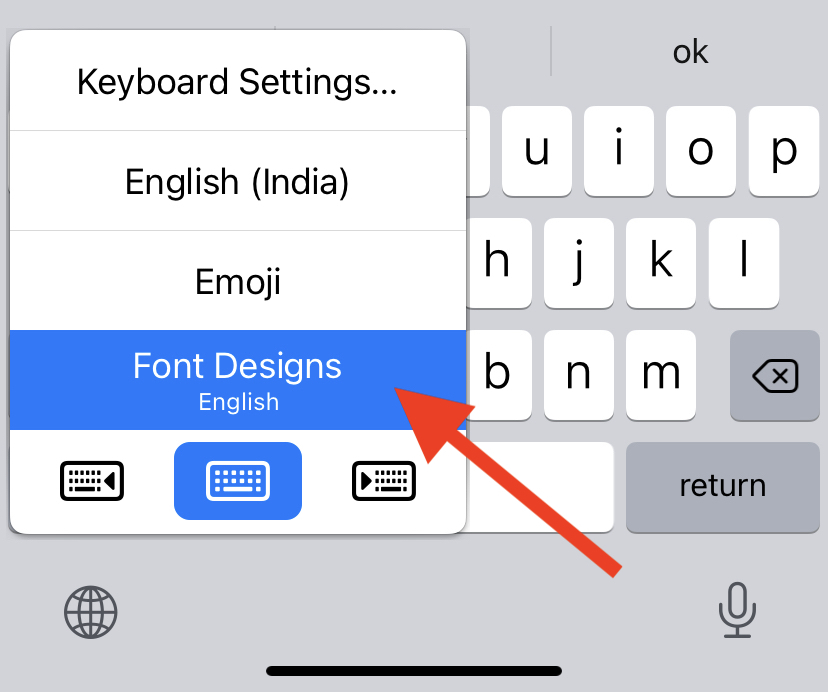 Keyboard Settings...
English (India)
Emoji
Font Designs
English
ok
u i o p
h j k l
b n m
return